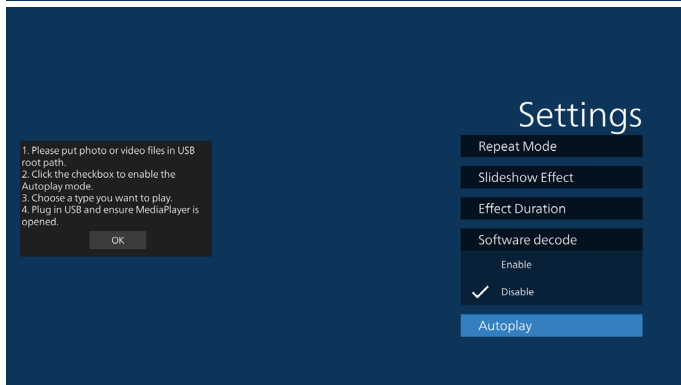 Settings
1. Please put photo or video files in USB
root path.
2. Click the checkbox to enable the
Autoplay mode.
3. Choose a type you want to play.
4. Plug in USB and ensure MediaPlayer is
opened.
OK
Repeat Mode
Slideshow Effect
Effect Duration
Software decode
Enable
Disable
Autoplay